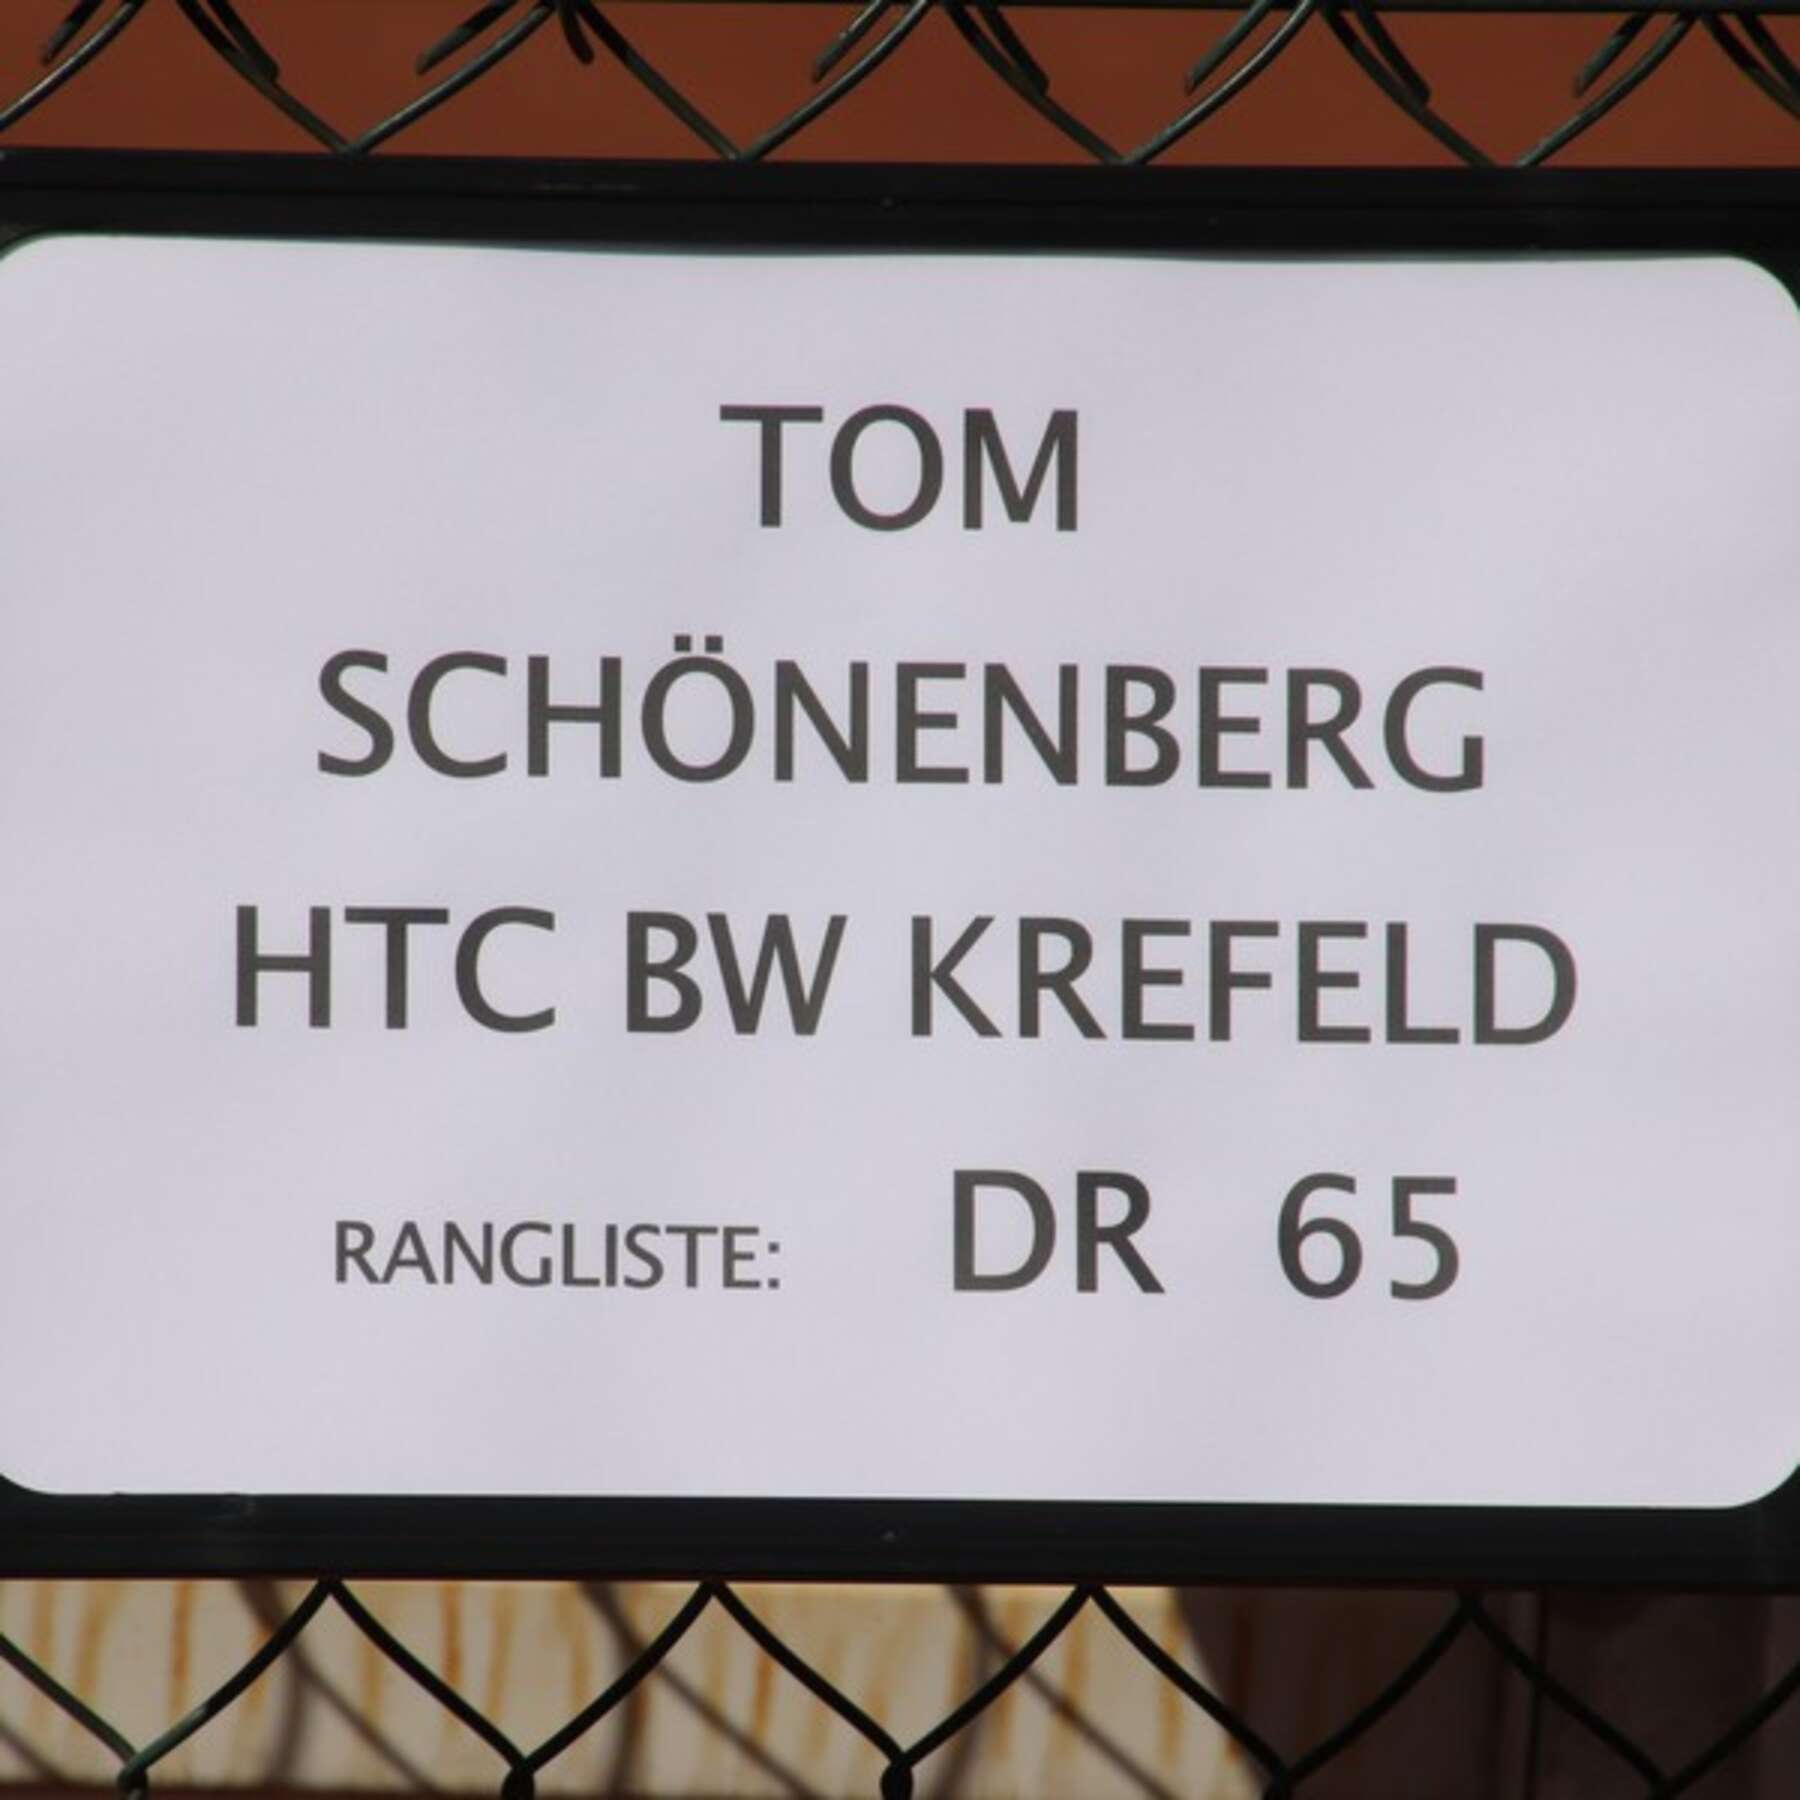 TOM
SCHÖNENBERG
HTC BW KREFELD
RANGLISTE: DR 65